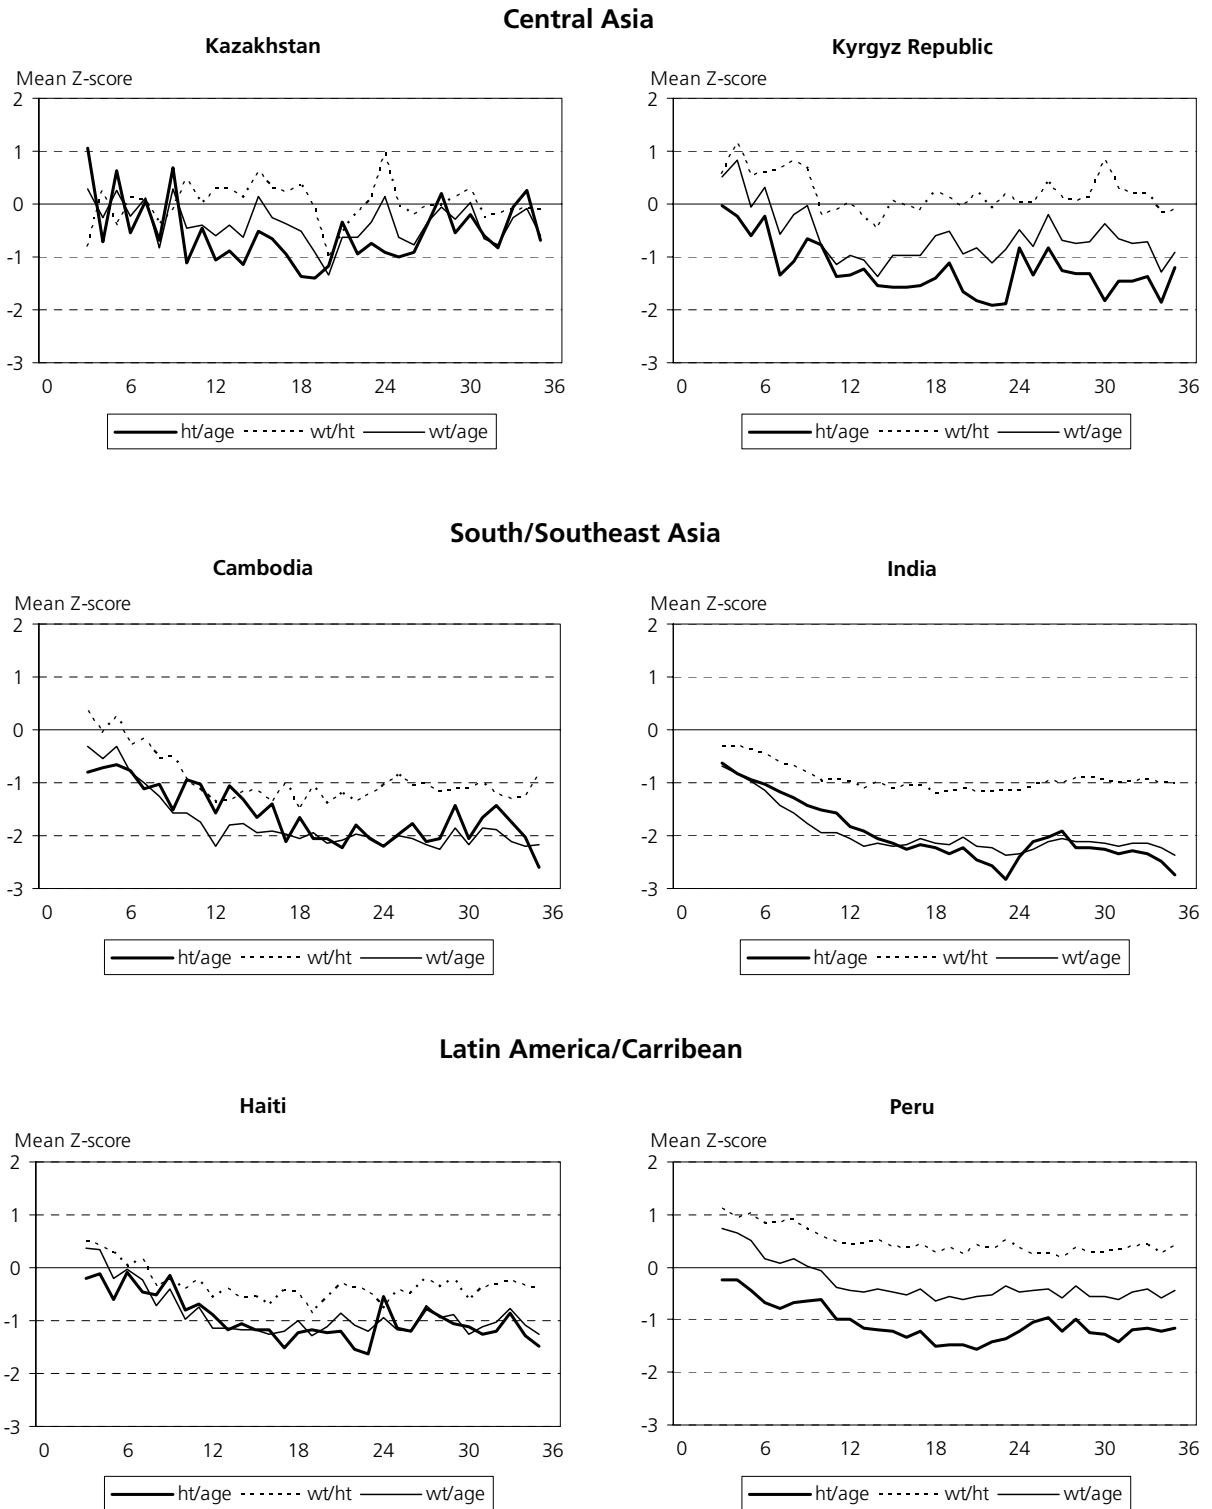 Central Asia
Kazakhstan
Mean Z-score
2
1
0
-1
-2
-3
0 6 12 18 24 30 36
ht/age wt/ht wt/age
Kyrgyz Republic
Mean Z-score
2
1
0
-1
-2
-3
0 6 12 18 24 30 36
ht/age wt/ht wt/age
South/Southeast Asia
Cambodia
Mean Z-score
2
1
0
-1
-2
-3
0 6 12 18 24 30 36
ht/age wt/ht wt/age
India
Mean Z-score
2
1
0
-1
-2
-3
0 6 12 18 24 30 36
ht/age wt/ht wt/age
Latin America/Carribean
Haiti
Mean Z-score
2
1
0
-1
-2
-3
0 6 12 18 24 30 36
ht/age wt/ht wt/age
Peru
Mean Z-score
2
1
0
-1
-2
-3
0 6 12 18 24 30 36
ht/age wt/ht wt/age